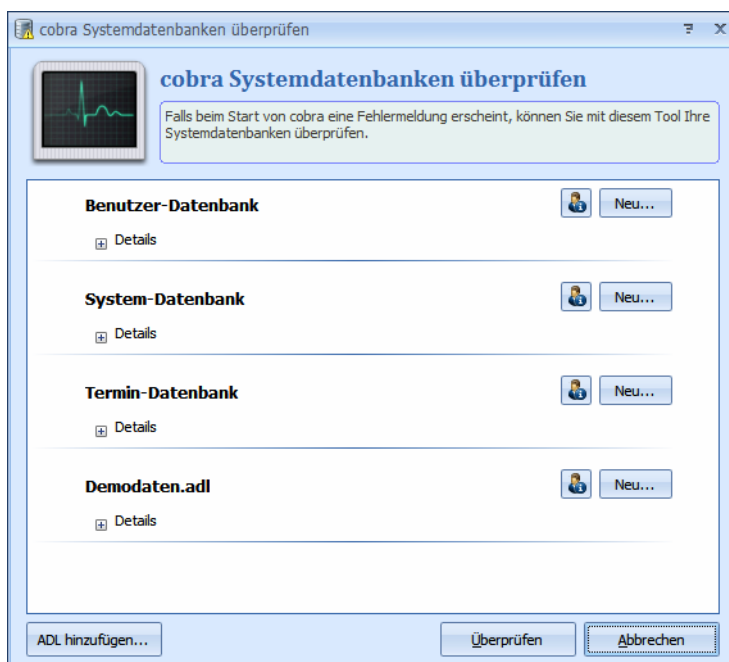 cobra Systemdatenbanken überprüfen
cobra Systemdatenbanken überprüfen
Falls beim Start von cobra eine Fehlermeldung erscheint, können Sie mit diesem Tool Ihre
Systemdatenbanken überprüfen.
Benutzer-Datenbank Neu...
Details
System-Datenbank Neu...
Details
Termin-Datenbank Neu...
Details
Demodaten.adl Neu...
Details
ADL hinzufügen... Überprüfen Abbrechen